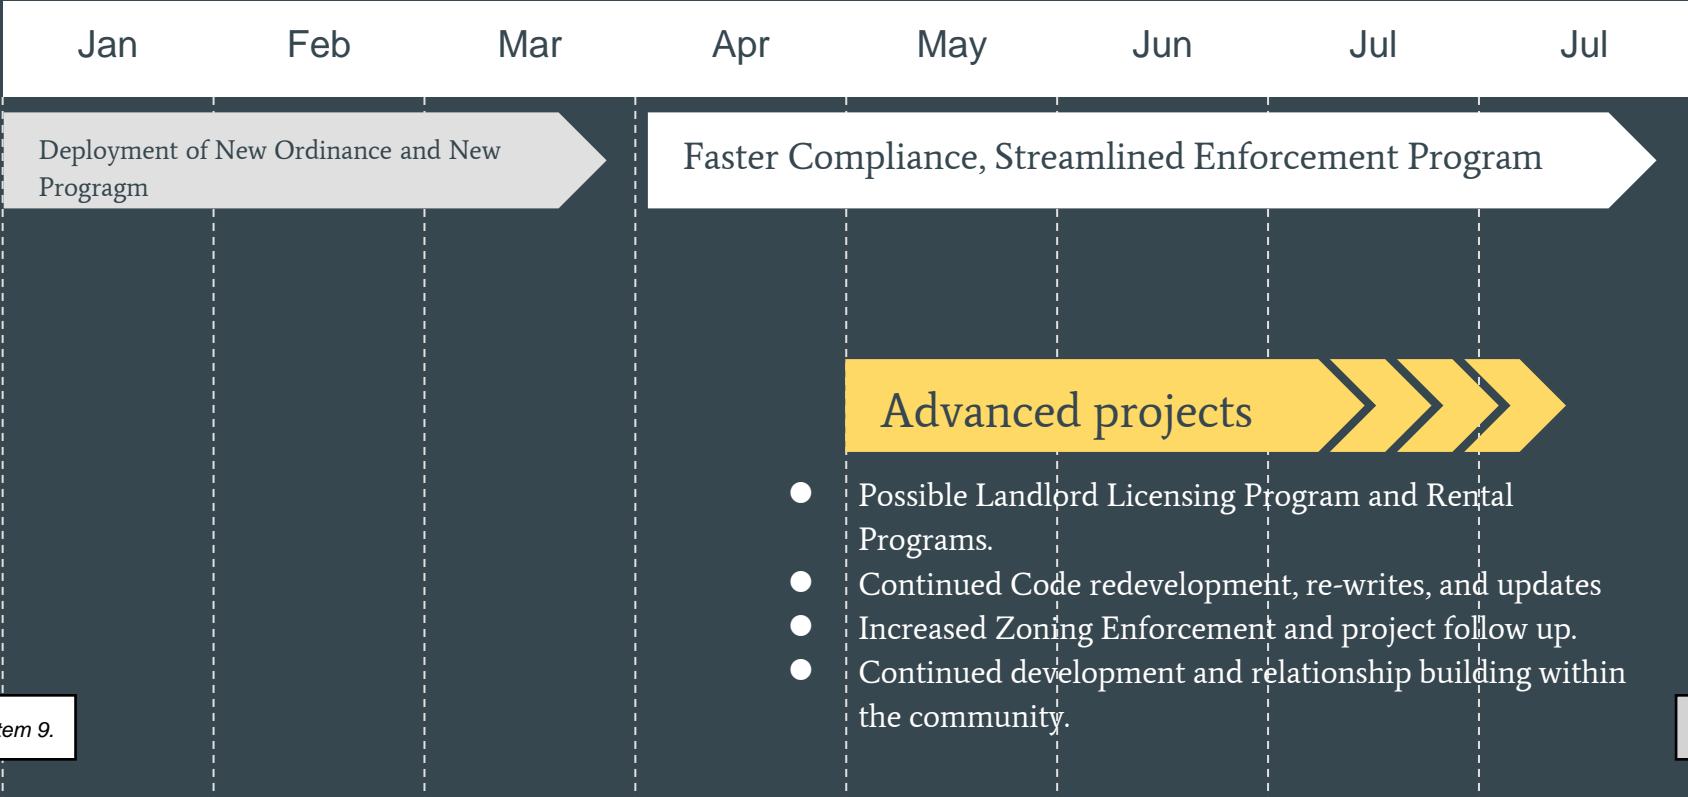 Jan Feb Mar Apr May Jun Jul Jul
Deployment of New Ordinance and New
Progragm
Faster Compliance, Streamlined Enforcement Program
Advanced projects
Possible Landlord Licensing Program and Rental
Programs.
Continued Code redevelopment, re-writes, and updates
Increased Zoning Enforcement and project follow up.
Continued development and relationship building within
the community.
tem 9.